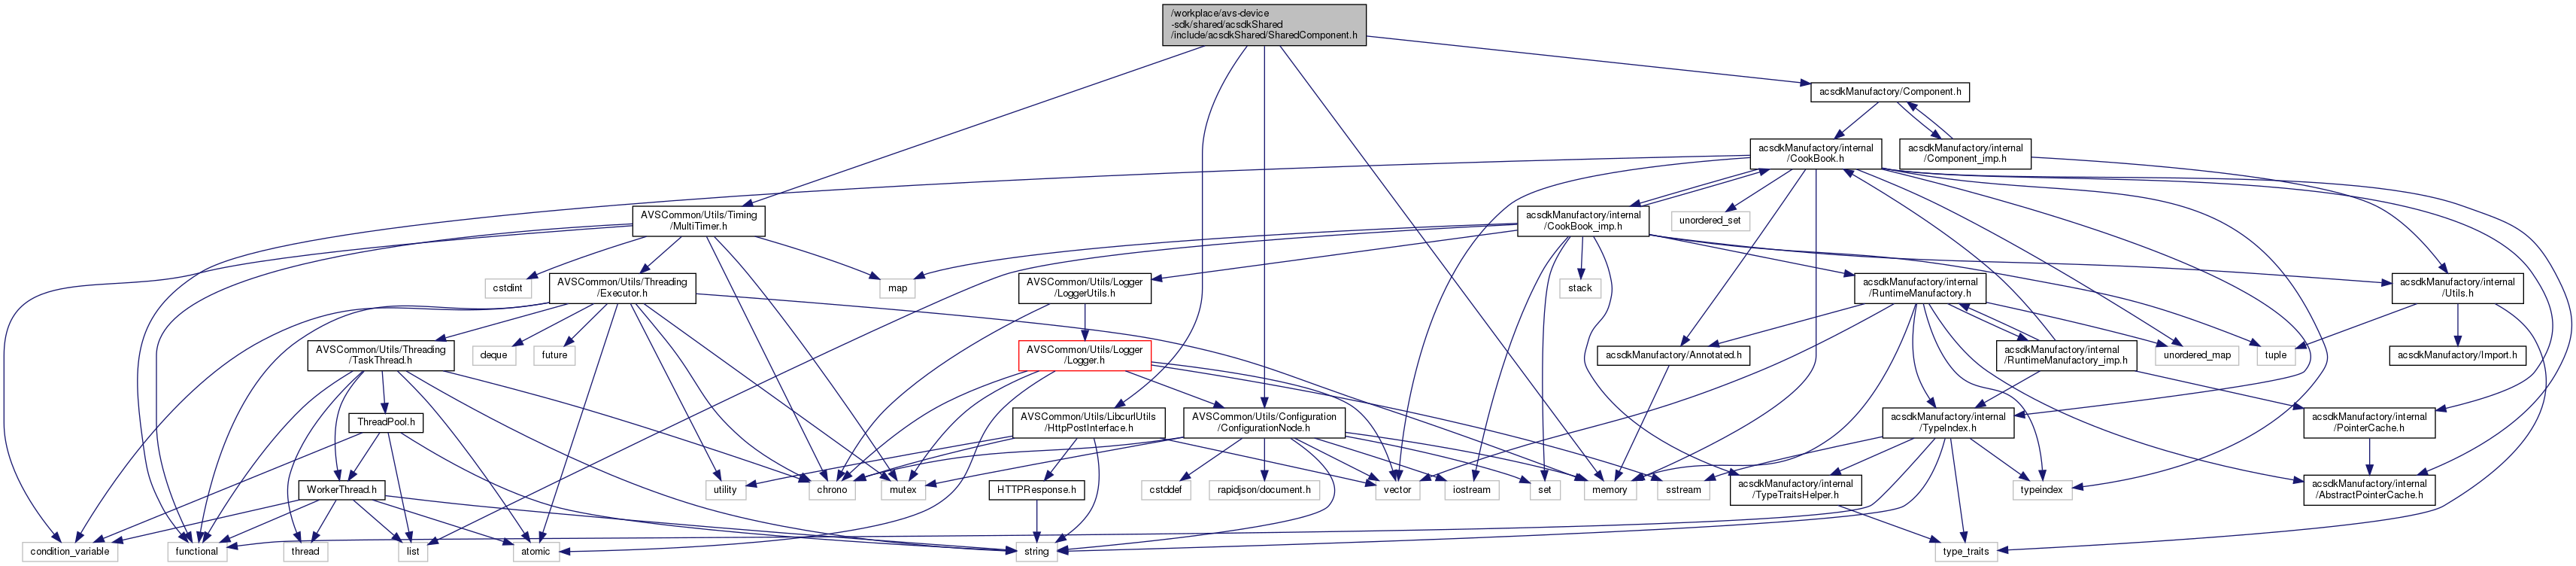 /workplace/avs-device
-sdk/shared/acsdkShared
/include/acsdkShared/SharedComponent.h
acsdkManufactory/Component.h
acsdkManufactory/internal
/CookBook.h
acsdkManufactory/internal
/Component_imp.h
AVSCommon/Utils/Timing
/MultiTimer.h
acsdkManufactory/internal
/CookBook_imp.h
unordered_set
cstdint
AVSCommon/Utils/Threading
/Executor.h
map
AVSCommon/Utils/Logger
/LoggerUtils.h
stack
acsdkManufactory/internal
/RuntimeManufactory.h
acsdkManufactory/internal
/Utils.h
AVSCommon/Utils/Threading
/TaskThread.h
deque
future
AVSCommon/Utils/Logger
/Logger.h
acsdkManufactory/Annotated.h
acsdkManufactory/internal
/RuntimeManufactory_imp.h
unordered_map
tuple
acsdkManufactory/Import.h
ThreadPool.h
AVSCommon/Utils/LibcurlUtils
/HttpPostInterface.h
AVSCommon/Utils/Configuration
/ConfigurationNode.h
acsdkManufactory/internal
/TypeIndex.h
acsdkManufactory/internal
/PointerCache.h
WorkerThread.h
utility
chrono
mutex
HTTPResponse.h
cstddef
rapidjson/document.h
vector
iostream
set
memory
sstream
acsdkManufactory/internal
/TypeTraitsHelper.h
typeindex
acsdkManufactory/internal
/AbstractPointerCache.h
condition_variable
functional
thread
list
atomic
string
type_traits